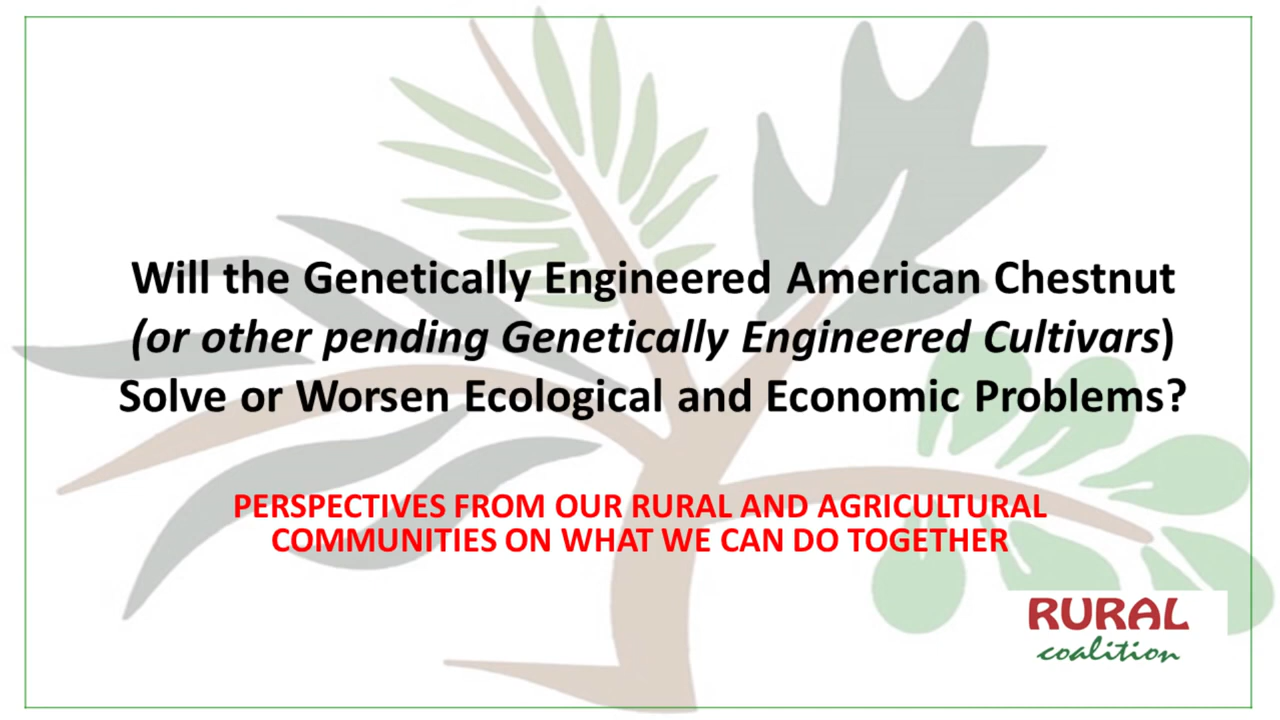 Will the Genetically Engineered American Chestnut
(or other pending Genetically Engineered Cultivars)
Solve or Worsen Ecological and Economic Problems?
PERSPECTIVES FROM OUR RURAL AND AGRICULTURAL
COMMUNITIES ON WHAT WE CAN DO TOGETHER
RURAL
coalition